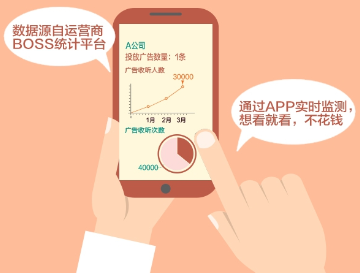 数据源自运营商
BOSS统计平台
A公司
投放广告数量：1条
广告收听人数
30000
1月 2月 3月
广告收听次数
40000
通过APP实时监测，
想看就看，不花钱